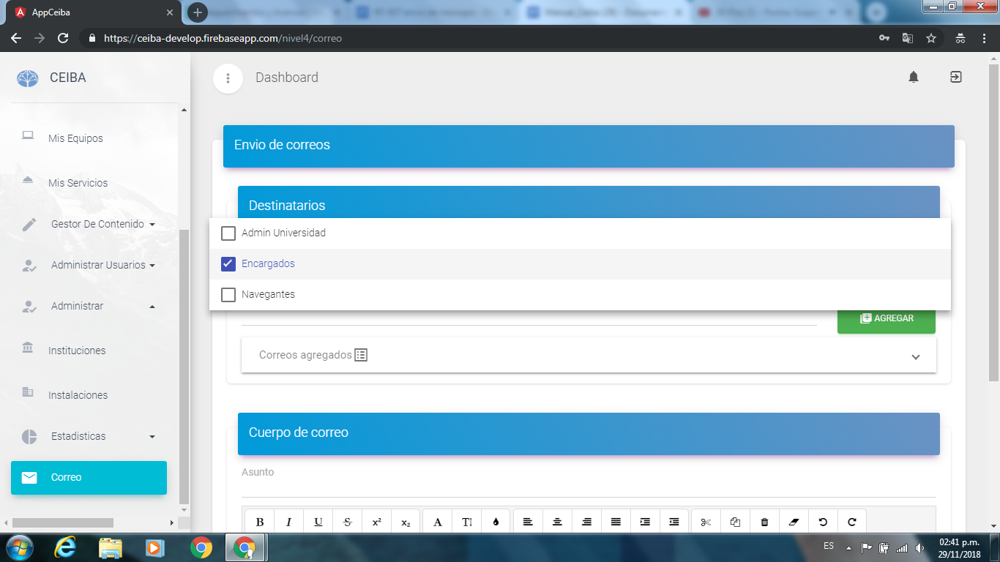 AppCeiba
https://ceiba-develop.firebaseapp.com/nivel4/correo
CEIBA
Dashboard
Mis Equipos
Mis Servicios
Gestor De Contenido
Administrar Usuarios
Administrar
Instituciones
Instalaciones
Estadisticas
Correo
Envio de correos
Destinatarios
Admin Universidad
Encargados
Navegantes
AGREGAR
Correos agregados
Cuerpo de correo
Asunto
B I U S x² x₂ A T
ES
02:41 p.m.
29/11/2018